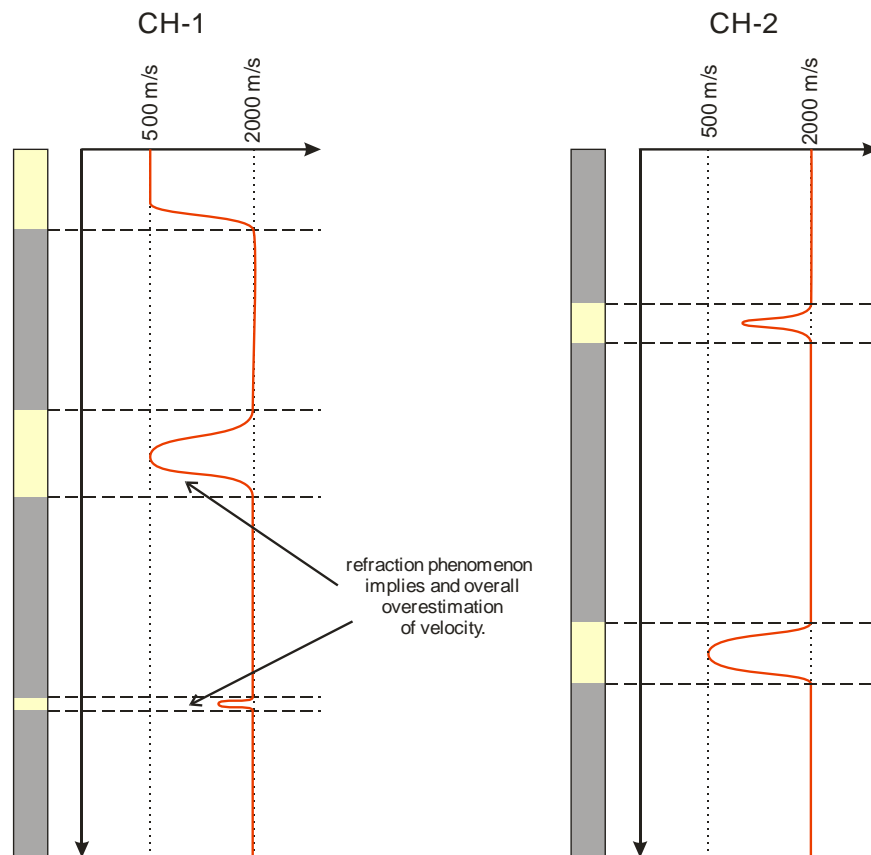 CH-1
CH-2
500 m/s
2000 m/s
500 m/s
2000 m/s
refraction phenomenon
implies and overall
overestimation
of velocity.